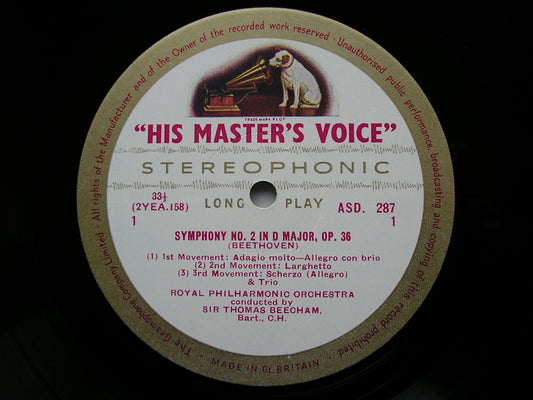 All rights of the Manufacturer and of the Owner of the recorded work reserved · Unauthorised public performance, broadcasting and copying of this record prohibited.
TRADE MARK REGD
"HIS MASTER'S VOICE"
STEREOPHONIC
33⅓ LONG PLAY ASD. 287
(2YEA.158)
1 1
SYMPHONY NO. 2 IN D MAJOR, OP. 36
(BEETHOVEN)
(1) 1st Movement: Adagio molto—Allegro con brio
(2) 2nd Movement: Larghetto
(3) 3rd Movement: Scherzo (Allegro)
& Trio
ROYAL PHILHARMONIC ORCHESTRA
conducted by
SIR THOMAS BEECHAM,
Bart., C.H.
The Gramophone Company Limited ·
· MADE IN GT. BRITAIN ·